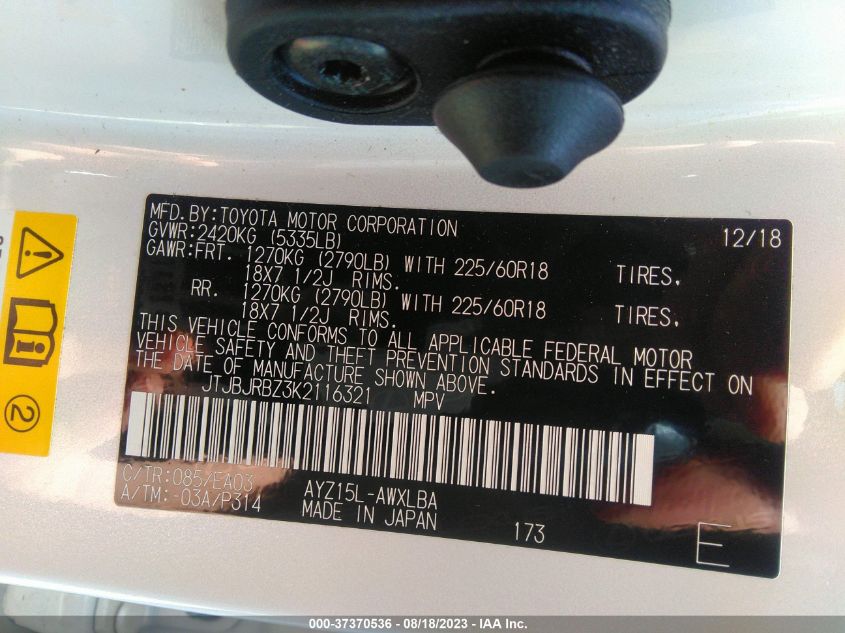 MFD.BY:TOYOTA MOTOR CORPORATION 12/18
GVWR:2420KG (5335LB)
GAWR:FRT. 1270KG (2790LB) WITH 225/60R18 TIRES,
18X7 1/2J RIMS.
RR. 1270KG (2790LB) WITH 225/60R18 TIRES,
18X7 1/2J RIMS.
THIS VEHICLE CONFORMS TO ALL APPLICABLE FEDERAL MOTOR
VEHICLE SAFETY AND THEFT PREVENTION STANDARDS IN EFFECT ON
THE DATE OF MANUFACTURE SHOWN ABOVE.
JTJBJRBZ3K2116321 MPV
C/TR:085/EA03 AYZ15L-AWXLBA
A/TM:-03A/P314 MADE IN JAPAN 173 E
2
000-37370536 - 08/18/2023 - IAA Inc.